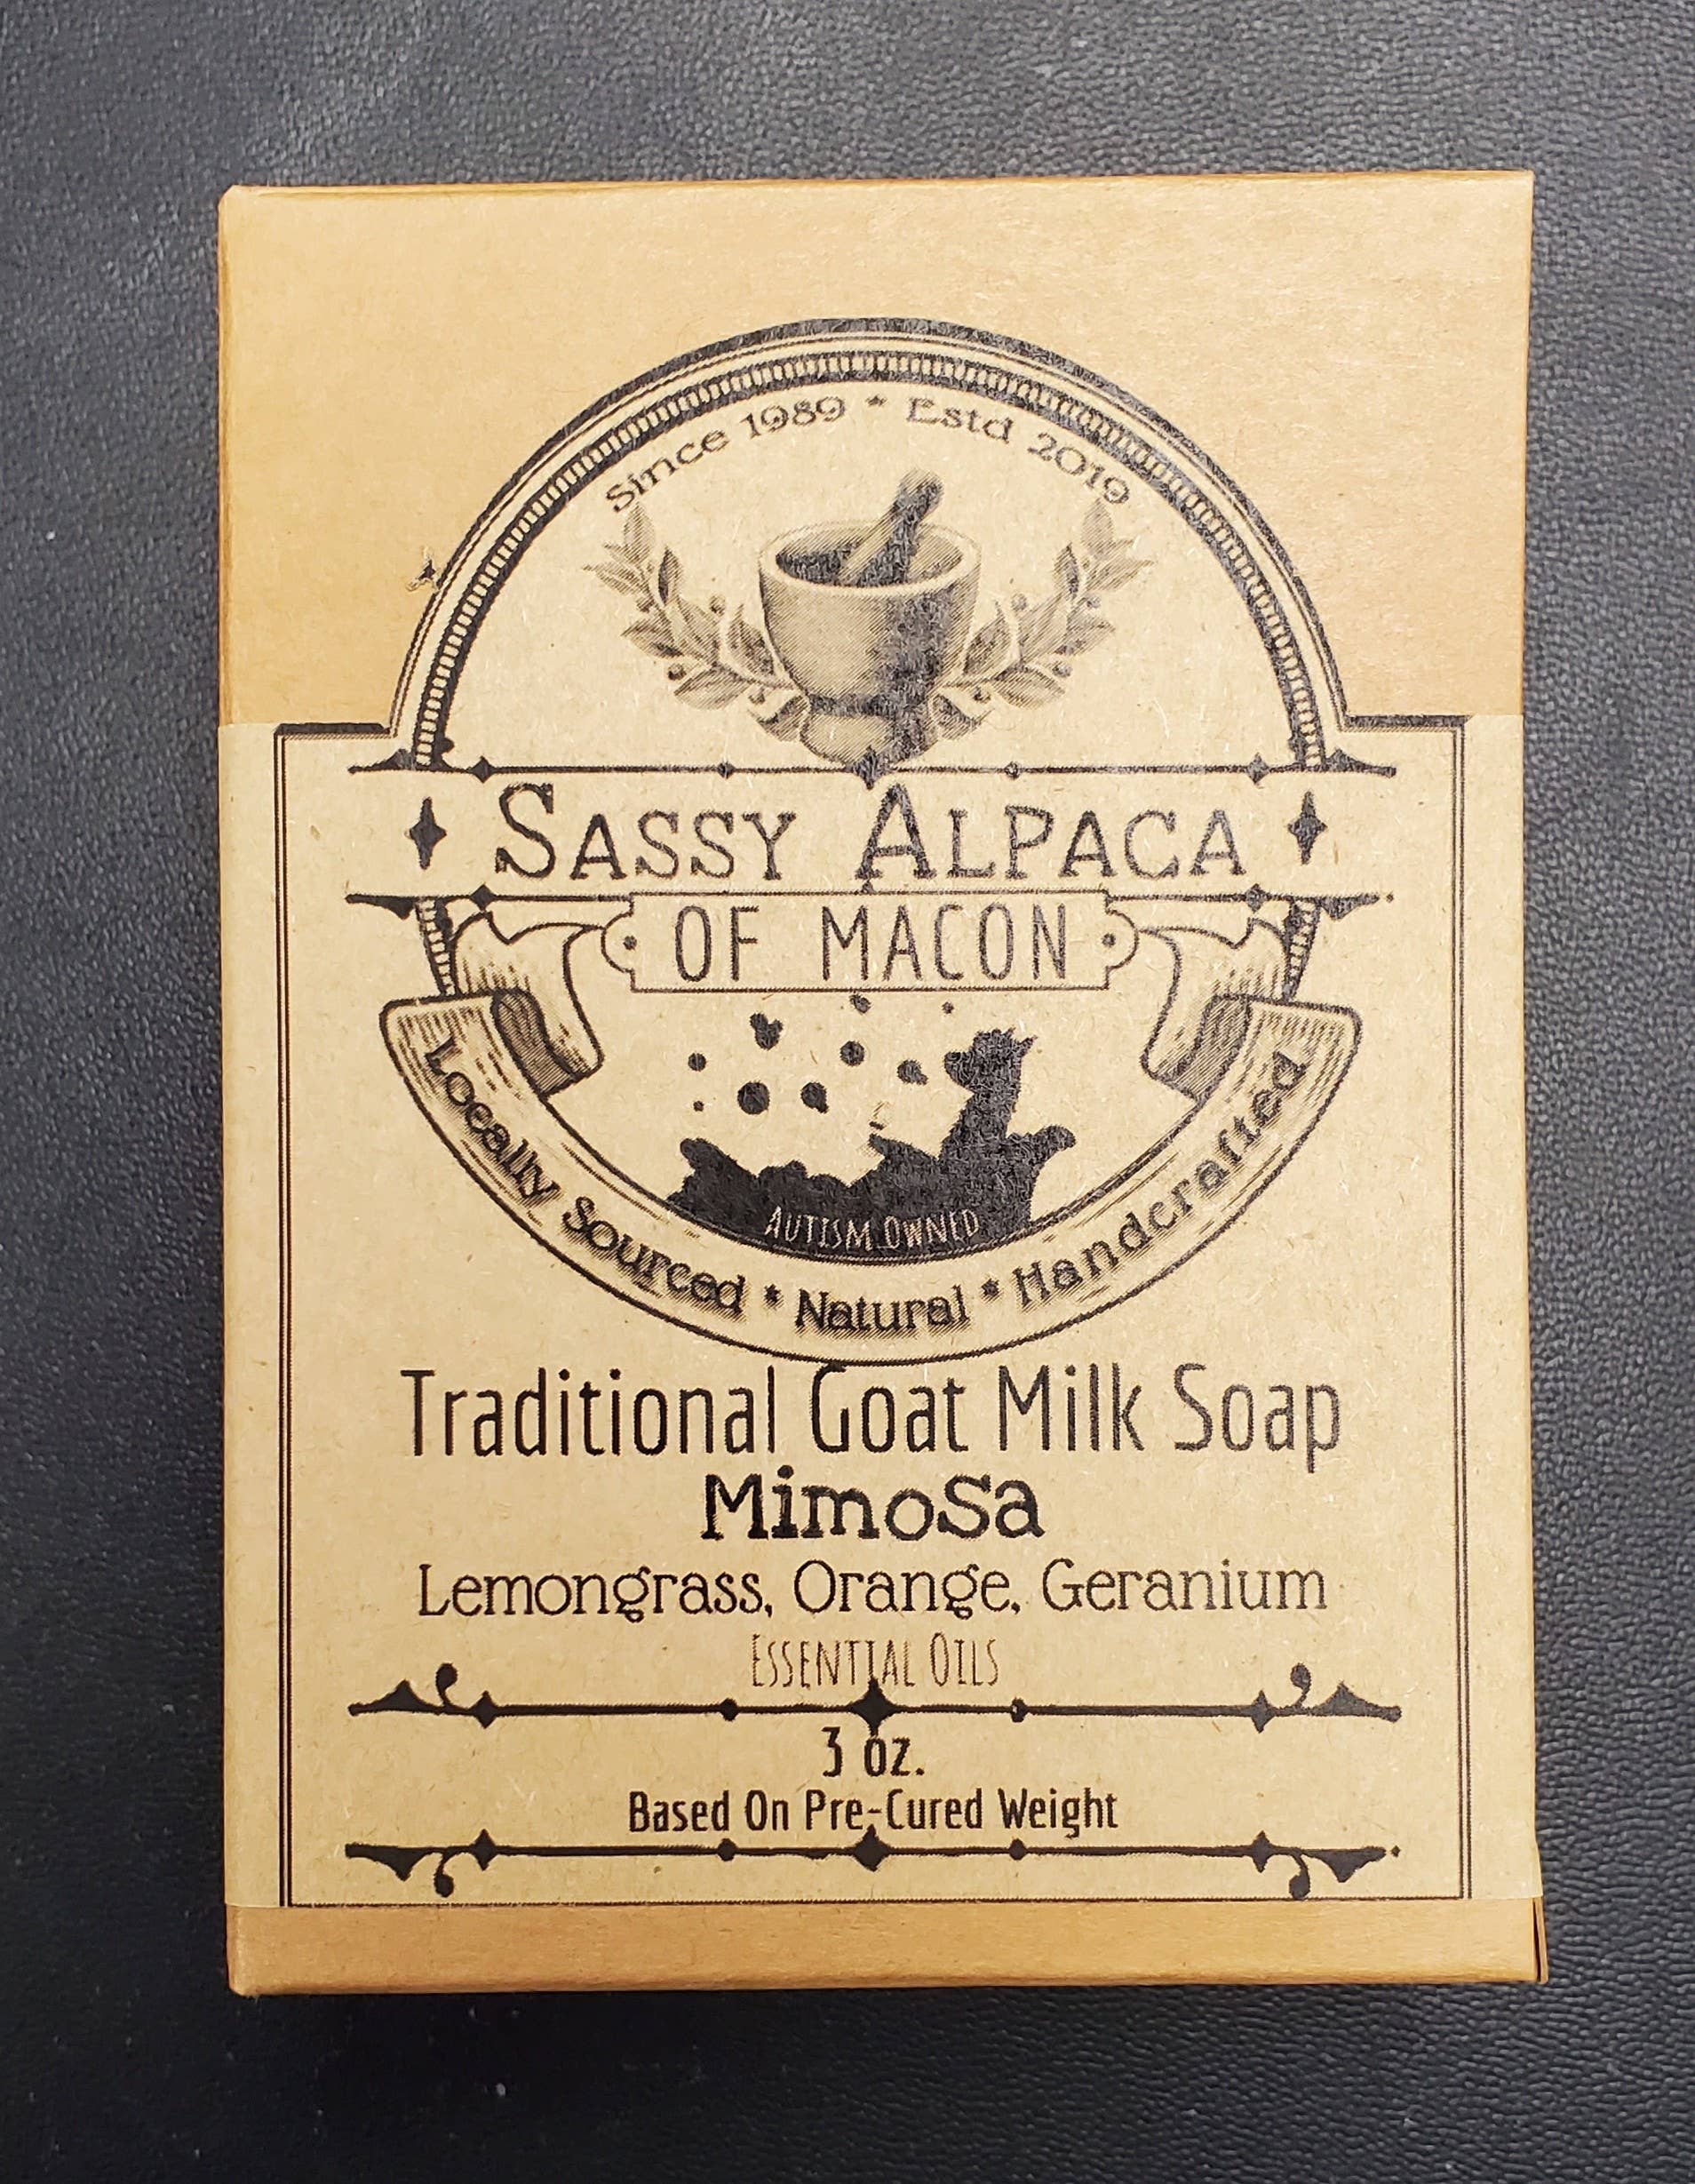 Since 1989 * Estd 2019
SASSY ALPACA
OF MACON
AUTISM OWNED
Locally Sourced * Natural * Handcrafted
Traditional Goat Milk Soap
MimoSa
Lemongrass, Orange, Geranium
ESSENTIAL OILS
3 oz.
Based On Pre-Cured Weight